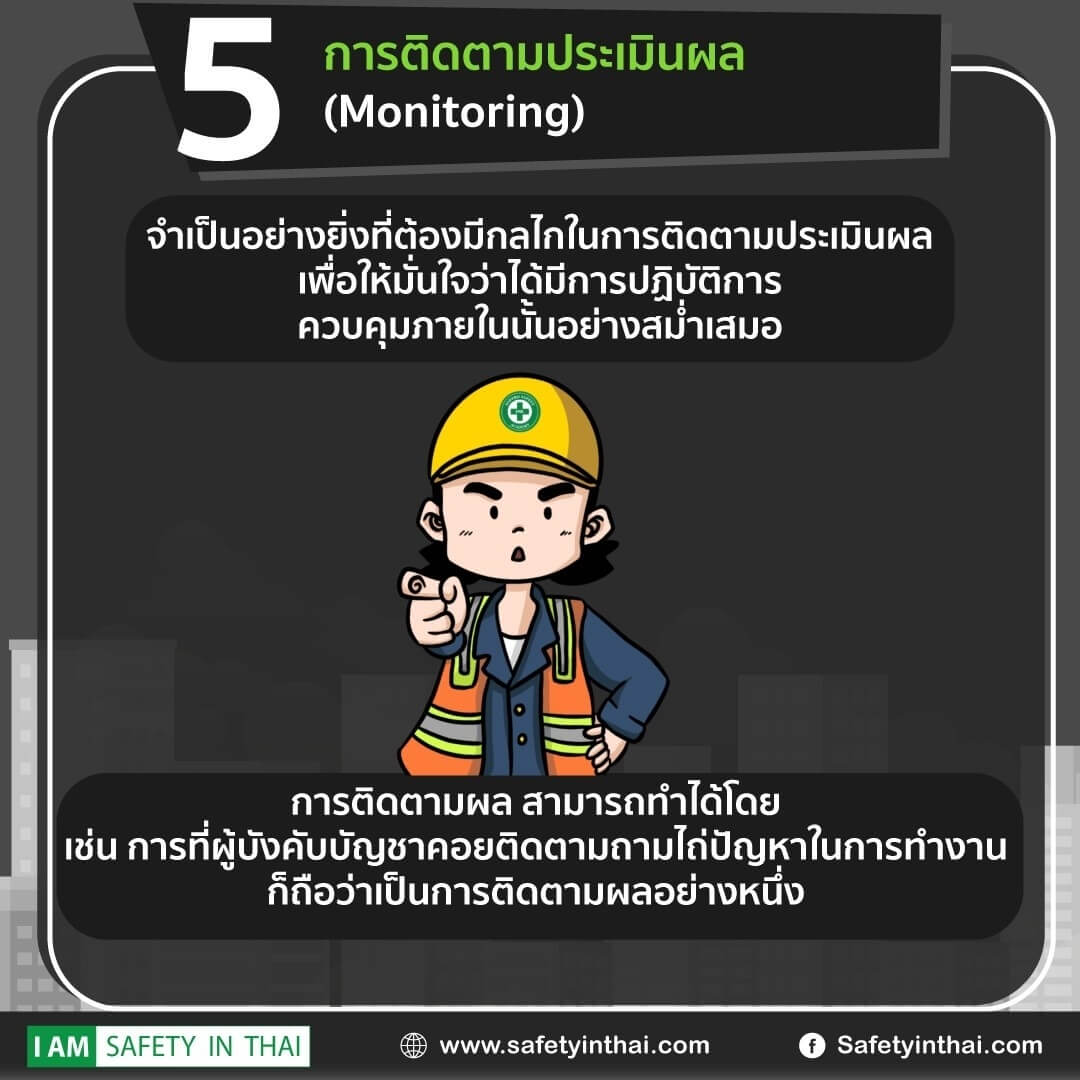 5
การติดตามประเมินผล
(Monitoring)
จำเป็นอย่างยิ่งที่ต้องมีกลไกในการติดตามประเมินผล
เพื่อให้มั่นใจว่าได้มีการปฏิบัติการ
ควบคุมภายในนั้นอย่างสม่ำเสมอ
การติดตามผล สามารถทำได้โดย
เช่น การที่ผู้บังคับบัญชาคอยติดตามถามไถ่ปัญหาในการทำงาน
ก็ถือว่าเป็นการติดตามผลอย่างหนึ่ง
I AM SAFETY IN THAI
www.safetyinthai.com
Safetyinthai.com